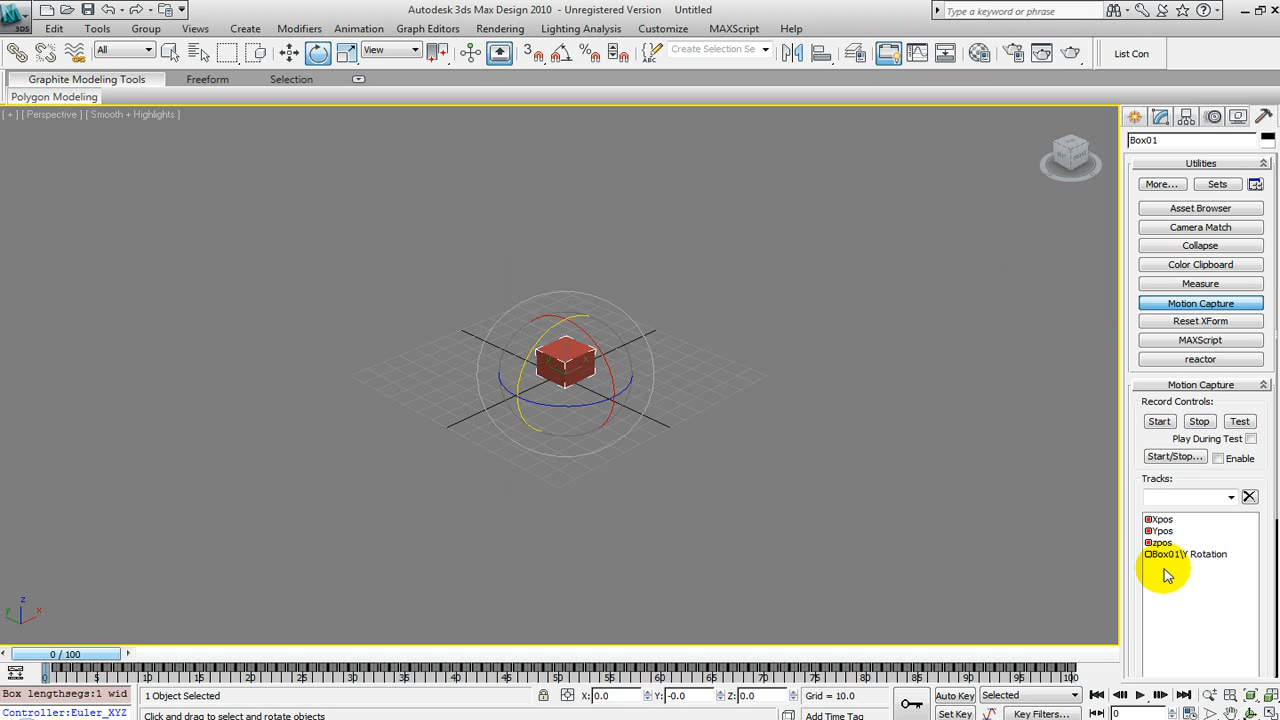 Autodesk 3ds Max Design 2010 - Unregistered Version Untitled
Type a keyword or phrase
3DS
Edit Tools Group Views Create Modifiers Animation Graph Editors Rendering Lighting Analysis Customize MAXScript Help
All View 3 % ABC Create Selection Se List Con
Graphite Modeling Tools Freeform Selection
Polygon Modeling
[ + ] [ Perspective ] [ Smooth + Highlights ]
Box01
Utilities
More... Sets
Asset Browser
Camera Match
Collapse
Color Clipboard
Measure
Motion Capture
Reset XForm
MAXScript
reactor
Motion Capture
Record Controls:
Start Stop Test
Play During Test
Start/Stop... Enable
Tracks:
Xpos
Ypos
zpos
Box01\Y Rotation
z
y x
0 / 100
0 5 10 15 20 25 30 35 40 45 50 55 60 65 70 75 80 85 90 95 100
Box lengthsegs:1 wid 1 Object Selected X: 0.0 Y: -0.0 Z: 0.0 Grid = 10.0 Auto Key Selected
Controller:Euler_XYZ Click and drag to select and rotate objects Add Time Tag Set Key Key Filters... 0